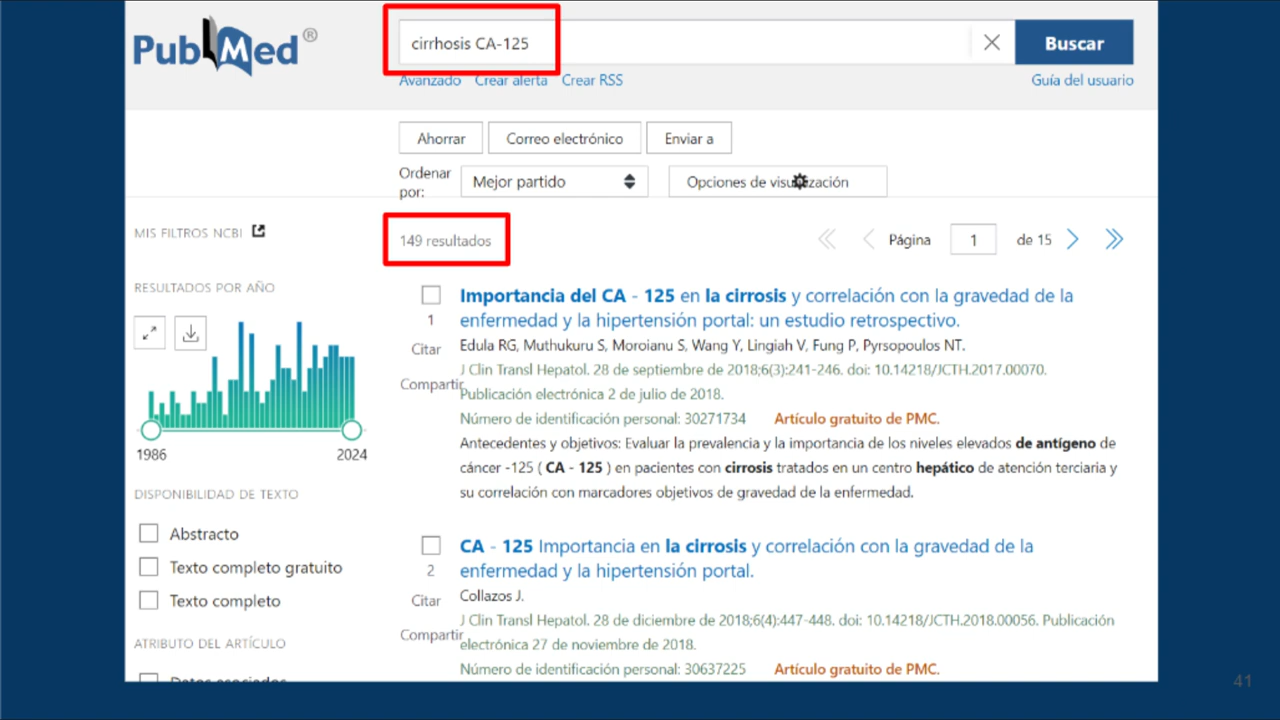 PubMed®
cirrhosis CA-125
Buscar
Avanzado Crear alerta Crear RSS
Guía del usuario
Ahorrar Correo electrónico Enviar a
Ordenar por:
Mejor partido
Opciones de visualización
MIS FILTROS NCBI
149 resultados
Página 1 de 15
RESULTADOS POR AÑO
1986 2024
DISPONIBILIDAD DE TEXTO
Abstracto
Texto completo gratuito
Texto completo
ATRIBUTO DEL ARTÍCULO
Datos asociados
1
Citar
Compartir
Importancia del CA - 125 en la cirrosis y correlación con la gravedad de la
enfermedad y la hipertensión portal: un estudio retrospectivo.
Edula RG, Muthukuru S, Moroianu S, Wang Y, Lingiah V, Fung P, Pyrsopoulos NT.
J Clin Transl Hepatol. 28 de septiembre de 2018;6(3):241-246. doi: 10.14218/JCTH.2017.00070.
Publicación electrónica 2 de julio de 2018.
Número de identificación personal: 30271734 Artículo gratuito de PMC.
Antecedentes y objetivos: Evaluar la prevalencia y la importancia de los niveles elevados de antígeno de
cáncer -125 ( CA - 125 ) en pacientes con cirrosis tratados en un centro hepático de atención terciaria y
su correlación con marcadores objetivos de gravedad de la enfermedad.
2
Citar
Compartir
CA - 125 Importancia en la cirrosis y correlación con la gravedad de la
enfermedad y la hipertensión portal.
Collazos J.
J Clin Transl Hepatol. 28 de diciembre de 2018;6(4):447-448. doi: 10.14218/JCTH.2018.00056. Publicación
electrónica 27 de noviembre de 2018.
Número de identificación personal: 30637225 Artículo gratuito de PMC.
41